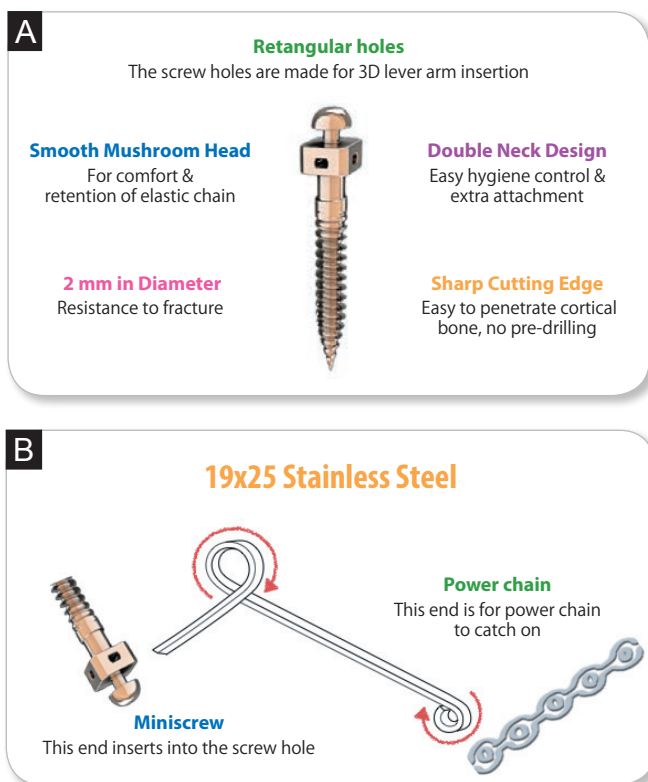 A
Retangular holes
The screw holes are made for 3D lever arm insertion
Smooth Mushroom Head
For comfort &
retention of elastic chain
Double Neck Design
Easy hygiene control &
extra attachment
2 mm in Diameter
Resistance to fracture
Sharp Cutting Edge
Easy to penetrate cortical
bone, no pre-drilling
B
19x25 Stainless Steel
Power chain
This end is for power chain
to catch on
Miniscrew
This end inserts into the screw hole